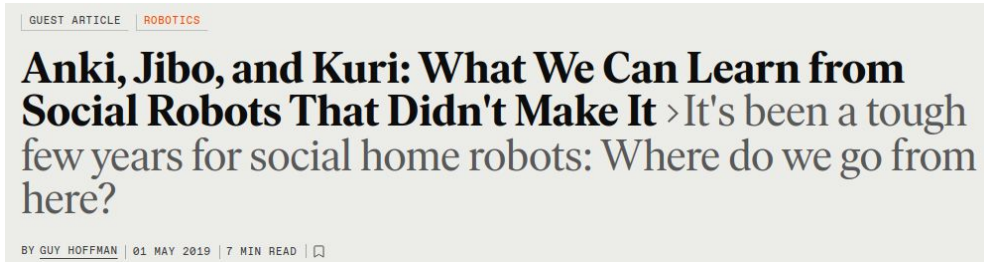 GUEST ARTICLE ROBOTICS
Anki, Jibo, and Kuri: What We Can Learn from
Social Robots That Didn't Make It >It's been a tough
few years for social home robots: Where do we go from
here?
BY GUY HOFFMAN 01 MAY 2019 7 MIN READ